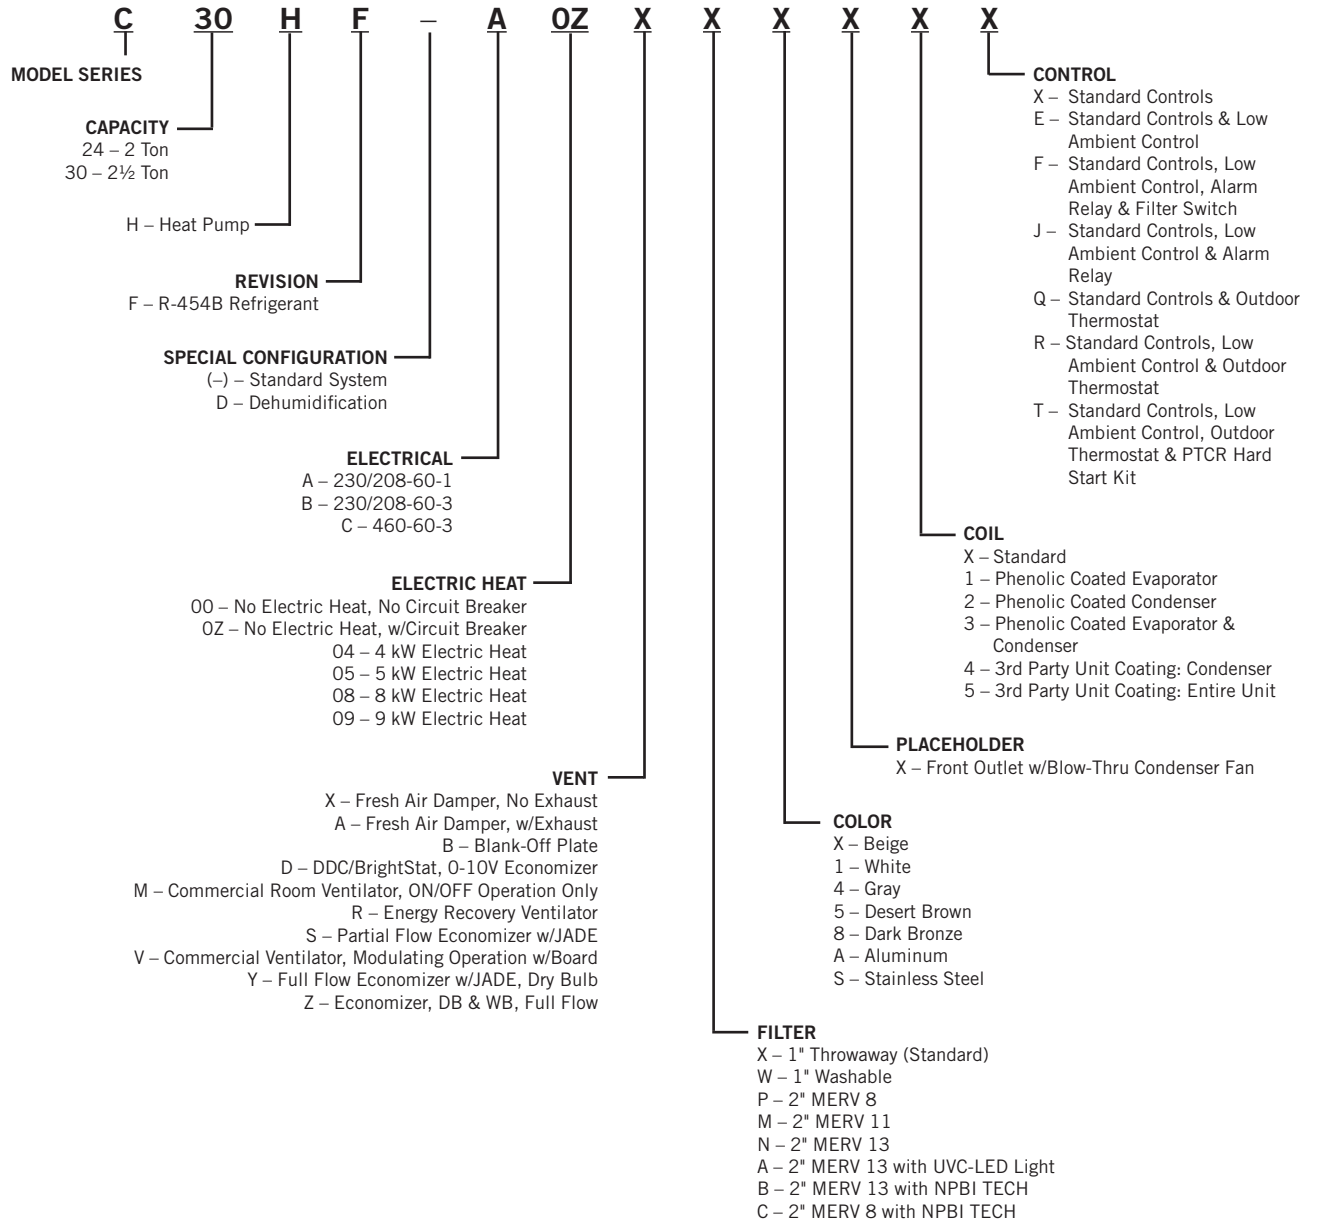 C 30 H F – A 0Z X X X X X X
MODEL SERIES
CAPACITY
24 – 2 Ton
30 – 2½ Ton
H – Heat Pump
REVISION
F – R-454B Refrigerant
SPECIAL CONFIGURATION
(–) – Standard System
D – Dehumidification
ELECTRICAL
A – 230/208-60-1
B – 230/208-60-3
C – 460-60-3
ELECTRIC HEAT
00 – No Electric Heat, No Circuit Breaker
0Z – No Electric Heat, w/Circuit Breaker
04 – 4 kW Electric Heat
05 – 5 kW Electric Heat
08 – 8 kW Electric Heat
09 – 9 kW Electric Heat
VENT
X – Fresh Air Damper, No Exhaust
A – Fresh Air Damper, w/Exhaust
B – Blank-Off Plate
D – DDC/BrightStat, 0-10V Economizer
M – Commercial Room Ventilator, ON/OFF Operation Only
R – Energy Recovery Ventilator
S – Partial Flow Economizer w/JADE
V – Commercial Ventilator, Modulating Operation w/Board
Y – Full Flow Economizer w/JADE, Dry Bulb
Z – Economizer, DB & WB, Full Flow
FILTER
X – 1" Throwaway (Standard)
W – 1" Washable
P – 2" MERV 8
M – 2" MERV 11
N – 2" MERV 13
A – 2" MERV 13 with UVC-LED Light
B – 2" MERV 13 with NPBI TECH
C – 2" MERV 8 with NPBI TECH
COLOR
X – Beige
1 – White
4 – Gray
5 – Desert Brown
8 – Dark Bronze
A – Aluminum
S – Stainless Steel
PLACEHOLDER
X – Front Outlet w/Blow-Thru Condenser Fan
COIL
X – Standard
1 – Phenolic Coated Evaporator
2 – Phenolic Coated Condenser
3 – Phenolic Coated Evaporator &
Condenser
4 – 3rd Party Unit Coating: Condenser
5 – 3rd Party Unit Coating: Entire Unit
CONTROL
X – Standard Controls
E – Standard Controls & Low
Ambient Control
F – Standard Controls, Low
Ambient Control, Alarm
Relay & Filter Switch
J – Standard Controls, Low
Ambient Control & Alarm
Relay
Q – Standard Controls & Outdoor
Thermostat
R – Standard Controls, Low
Ambient Control & Outdoor
Thermostat
T – Standard Controls, Low
Ambient Control, Outdoor
Thermostat & PTCR Hard
Start Kit